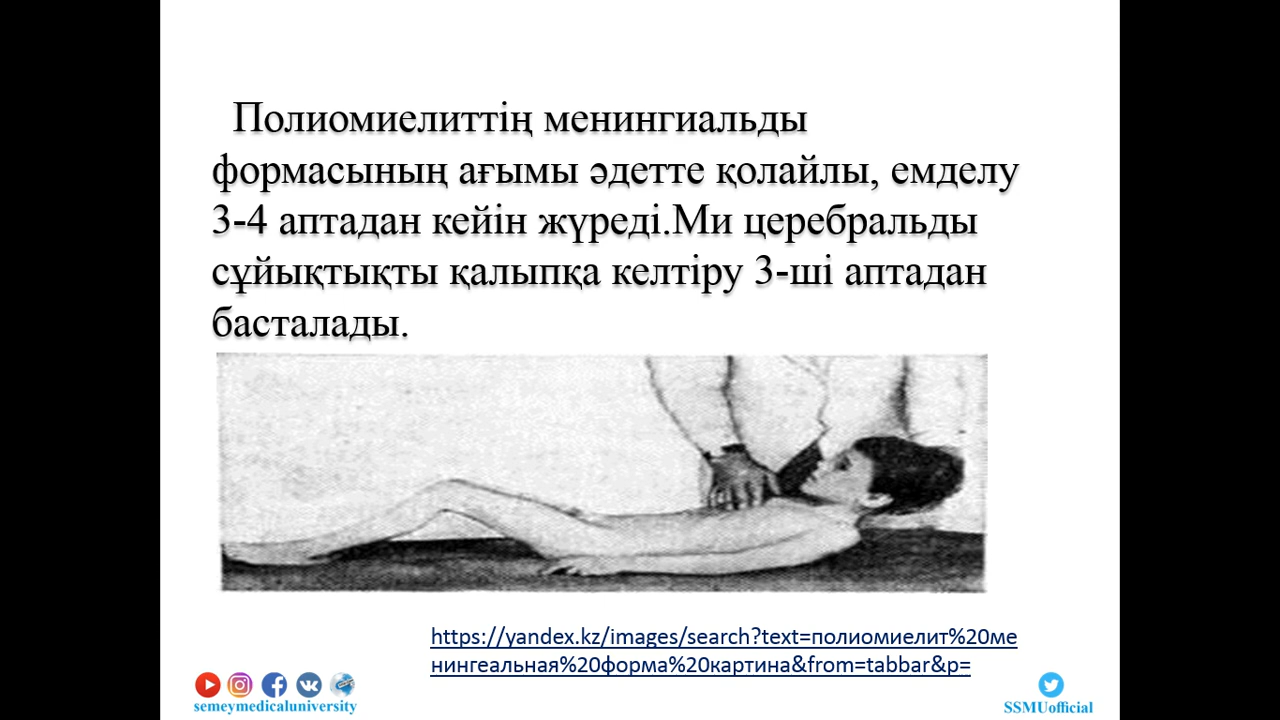 Полиомиелиттің менингиальды
формасының ағымы әдетте қолайлы, емделу
3-4 аптадан кейін жүреді.Ми церебральды
сұйықтықты қалыпқа келтіру 3-ші аптадан
басталады.
https://yandex.kz/images/search?text=полиомиелит%20ме
нингеальная%20форма%20картина&from=tabbar&p=
semeymedicaluniversity
SSMUofficial